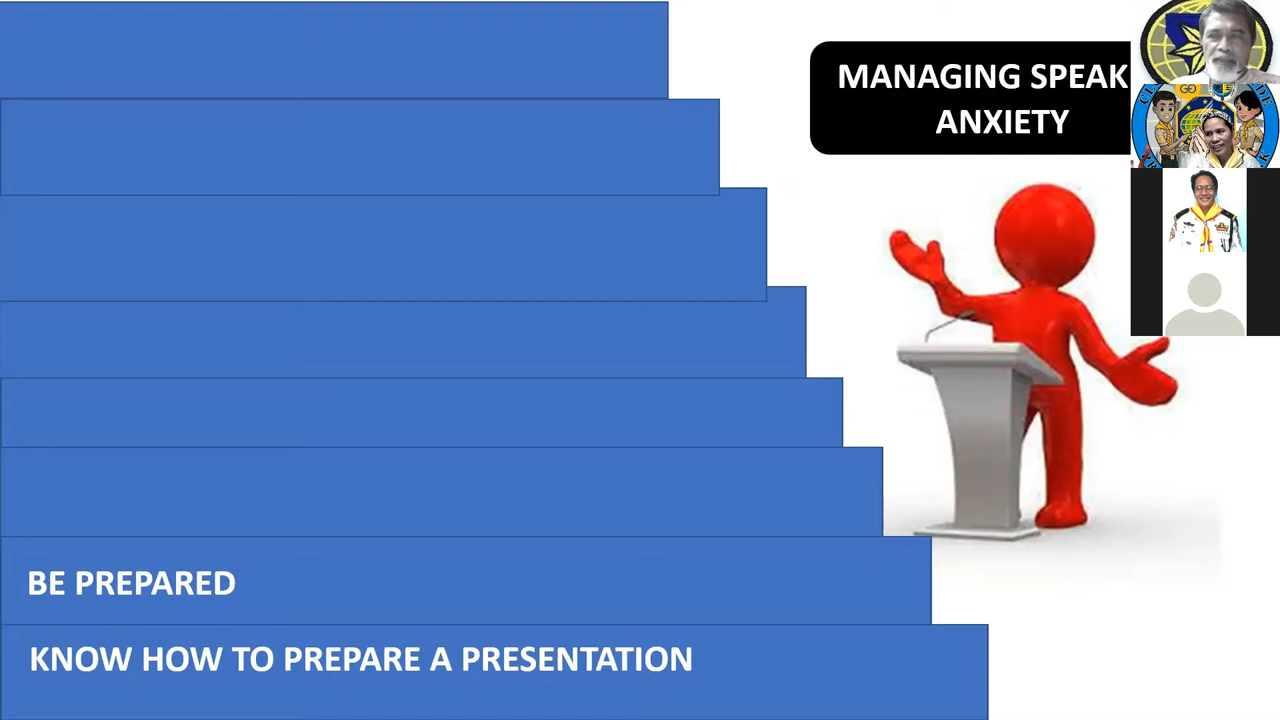 MANAGING SPEAK
ANXIETY
BE PREPARED
KNOW HOW TO PREPARE A PRESENTATION